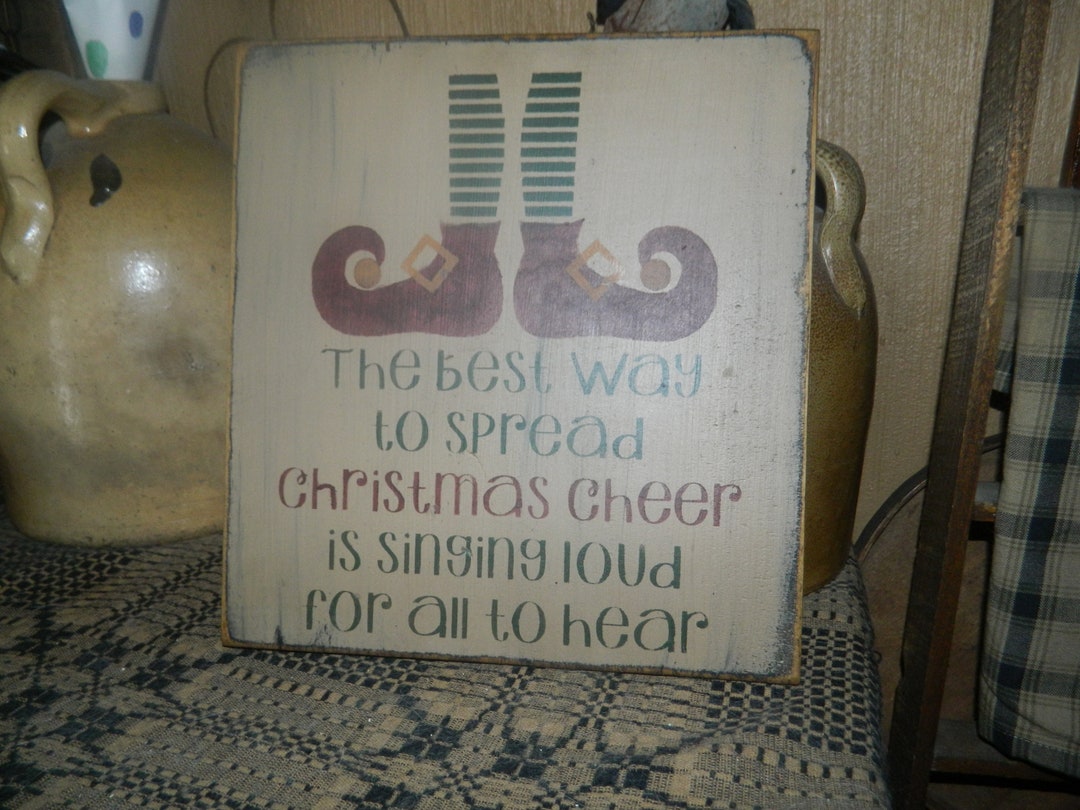 The best way
to spread
Christmas Cheer
is singing loud
for all to hear